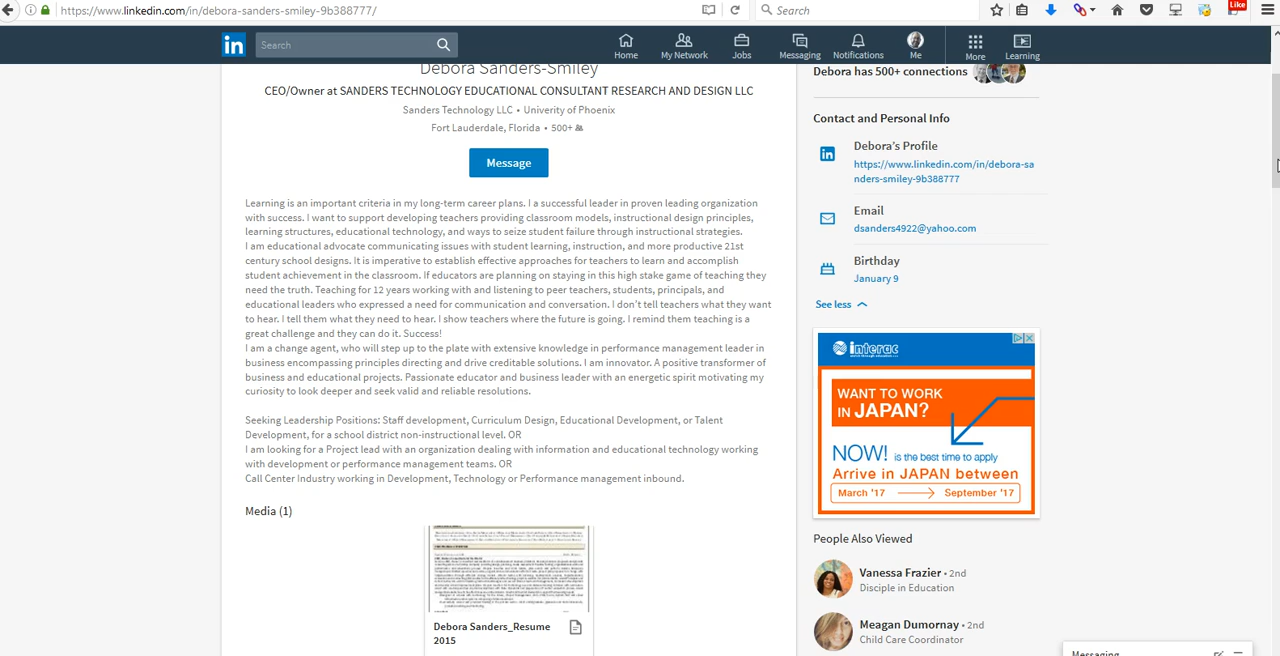 https://www.linkedin.com/in/debora-sanders-smiley-9b388777/
Search
Like
in
Search
Home
My Network
Jobs
Messaging
Notifications
Me
More
Learning
Debora Sanders-Smiley
CEO/Owner at SANDERS TECHNOLOGY EDUCATIONAL CONSULTANT RESEARCH AND DESIGN LLC
Sanders Technology LLC • Univerity of Phoenix
Fort Lauderdale, Florida • 500+
Message
Learning is an important criteria in my long-term career plans. I a successful leader in proven leading organization
with success. I want to support developing teachers providing classroom models, instructional design principles,
learning structures, educational technology, and ways to seize student failure through instructional strategies.
I am educational advocate communicating issues with student learning, instruction, and more productive 21st
century school designs. It is imperative to establish effective approaches for teachers to learn and accomplish
student achievement in the classroom. If educators are planning on staying in this high stake game of teaching they
need the truth. Teaching for 12 years working with and listening to peer teachers, students, principals, and
educational leaders who expressed a need for communication and conversation. I don't tell teachers what they want
to hear. I tell them what they need to hear. I show teachers where the future is going. I remind them teaching is a
great challenge and they can do it. Success!
I am a change agent, who will step up to the plate with extensive knowledge in performance management leader in
business encompassing principles directing and drive creditable solutions. I am innovator. A positive transformer of
business and educational projects. Passionate educator and business leader with an energetic spirit motivating my
curiosity to look deeper and seek valid and reliable resolutions.
Seeking Leadership Positions: Staff development, Curriculum Design, Educational Development, or Talent
Development, for a school district non-instructional level. OR
I am looking for a Project lead with an organization dealing with information and educational technology working
with development or performance management teams. OR
Call Center Industry working in Development, Technology or Performance management inbound.
Media (1)
Debora Sanders_Resume
2015
Debora has 500+ connections
Contact and Personal Info
Debora's Profile
https://www.linkedin.com/in/debora-sa
nders-smiley-9b388777
Email
dsanders4922@yahoo.com
Birthday
January 9
See less
interac
WANT TO WORK
IN JAPAN?
NOW! is the best time to apply
Arrive in JAPAN between
March '17 September '17
People Also Viewed
Vanessa Frazier • 2nd
Disciple in Education
Meagan Dumornay • 2nd
Child Care Coordinator
Messaging